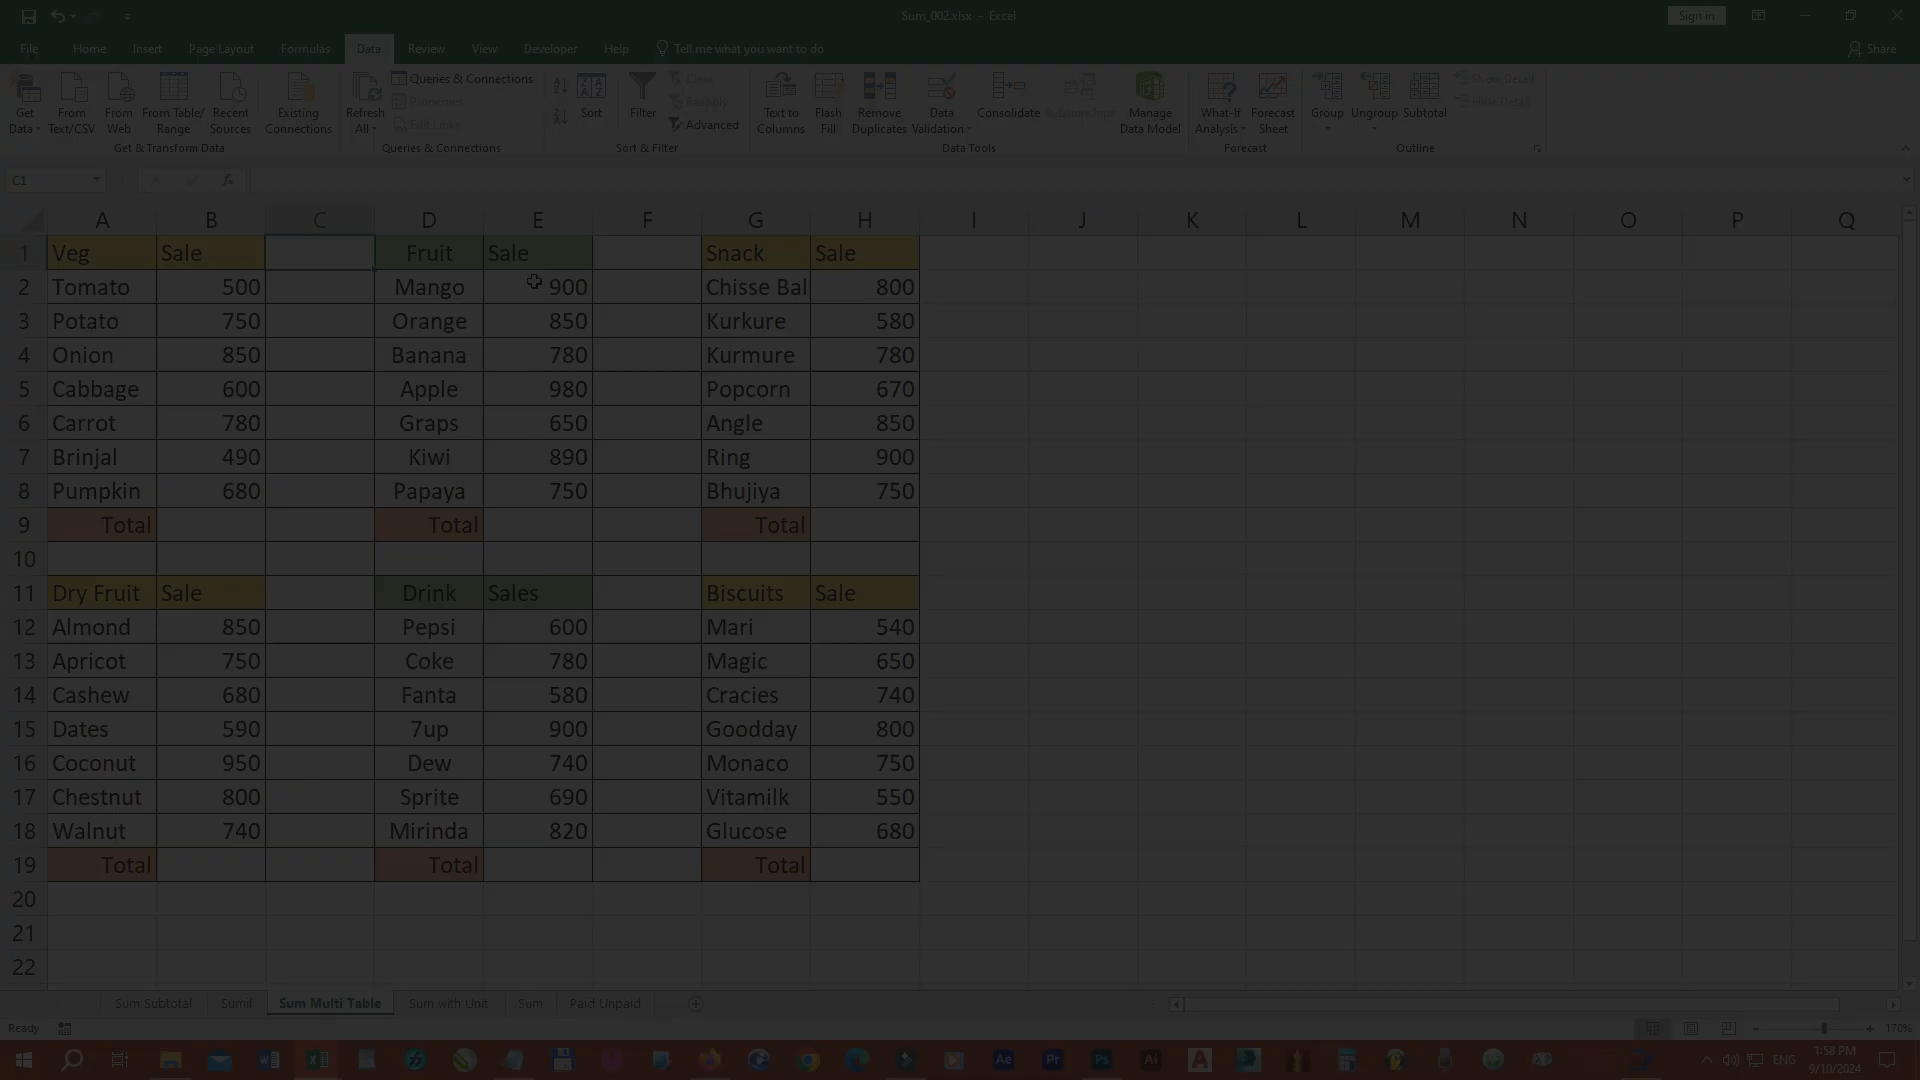 Sum_002.xlsx - Excel
Sign in
File Home Insert Page Layout Formulas Data Review View Developer Help Tell me what you want to do Share
Get Data From Text/CSV From Web From Table/Range Recent Sources Existing Connections
Refresh All Queries & Connections Properties Edit Links
Sort Filter Clear Reapply Advanced
Text to Columns Flash Fill Remove Duplicates Data Validation Consolidate Relationships Manage Data Model
What-If Analysis Forecast Sheet Group Ungroup Subtotal Show Detail Hide Detail
Get & Transform Data Queries & Connections Sort & Filter Data Tools Forecast Outline
C1 fx
A B C D E F G H I J K L M N O P Q
1 Veg Sale Fruit Sale Snack Sale
2 Tomato 500 Mango 900 Chisse Bal 800
3 Potato 750 Orange 850 Kurkure 580
4 Onion 850 Banana 780 Kurmure 780
5 Cabbage 600 Apple 980 Popcorn 670
6 Carrot 780 Graps 650 Angle 850
7 Brinjal 490 Kiwi 890 Ring 900
8 Pumpkin 680 Papaya 750 Bhujiya 750
9 Total Total Total
10
11 Dry Fruit Sale Drink Sales Biscuits Sale
12 Almond 850 Pepsi 600 Mari 540
13 Apricot 750 Coke 780 Magic 650
14 Cashew 680 Fanta 580 Cracies 740
15 Dates 590 7up 900 Goodday 800
16 Coconut 950 Dew 740 Monaco 750
17 Chestnut 800 Sprite 690 Vitamilk 550
18 Walnut 740 Mirinda 820 Glucose 680
19 Total Total Total
20
21
22
Sum Subtotal Sumif Sum Multi Table Sum with Unit Sum Paid Unpaid
Ready 170%
Ae Pr Ps Ai ENG 1:58 PM
9/10/2024